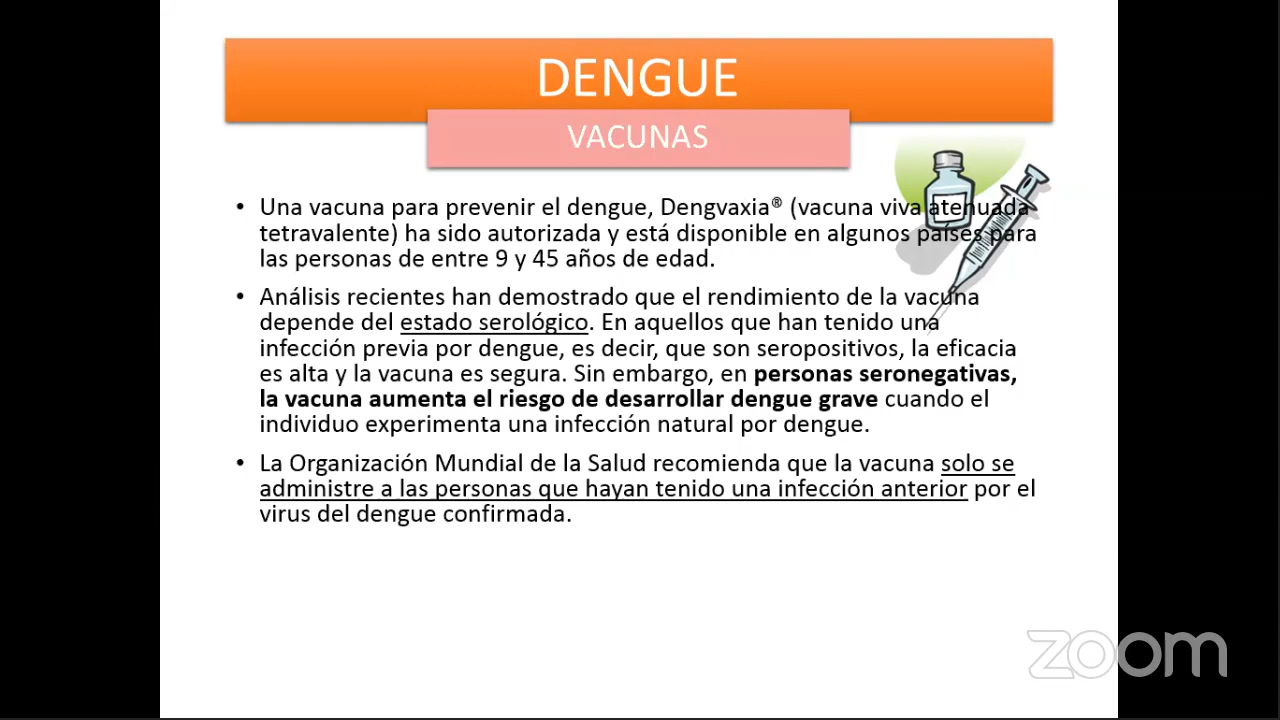 DENGUE
VACUNAS
• Una vacuna para prevenir el dengue, Dengvaxia® (vacuna viva atenuada
tetravalente) ha sido autorizada y está disponible en algunos países para
las personas de entre 9 y 45 años de edad.
• Análisis recientes han demostrado que el rendimiento de la vacuna
depende del estado serológico. En aquellos que han tenido una
infección previa por dengue, es decir, que son seropositivos, la eficacia
es alta y la vacuna es segura. Sin embargo, en personas seronegativas,
la vacuna aumenta el riesgo de desarrollar dengue grave cuando el
individuo experimenta una infección natural por dengue.
• La Organización Mundial de la Salud recomienda que la vacuna solo se
administre a las personas que hayan tenido una infección anterior por el
virus del dengue confirmada.
zoom